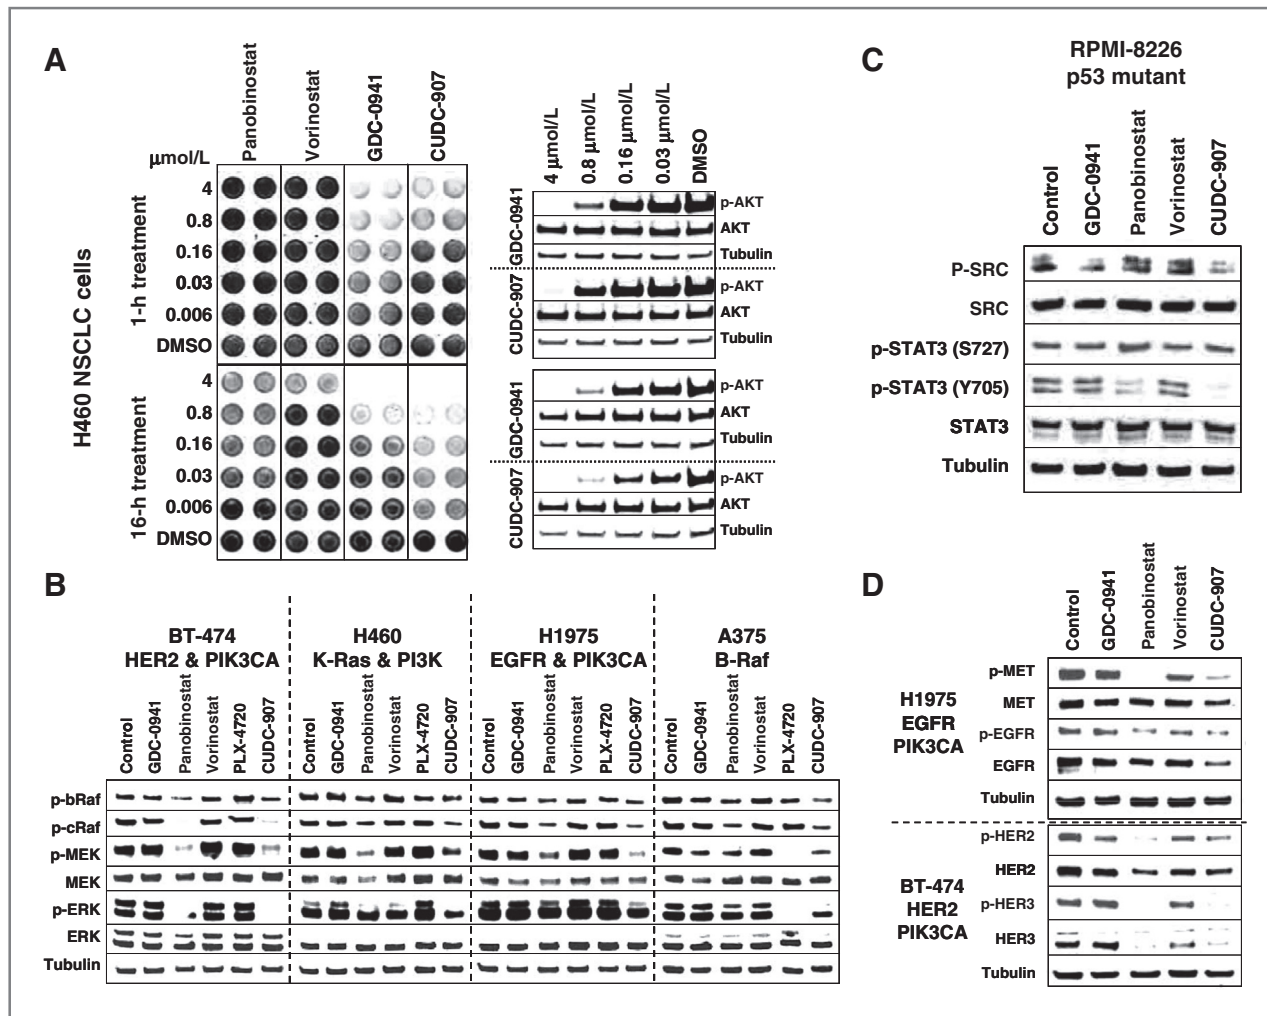 A
Panobinostat
Vorinostat
GDC-0941
CUDC-907
μmol/L
H460 NSCLC cells
1-h treatment
4
0.8
0.16
0.03
0.006
DMSO
16-h treatment
4
0.8
0.16
0.03
0.006
DMSO
4 μmol/L
0.8 μmol/L
0.16 μmol/L
0.03 μmol/L
DMSO
GDC-0941
p-AKT
AKT
Tubulin
CUDC-907
p-AKT
AKT
Tubulin
GDC-0941
p-AKT
AKT
Tubulin
CUDC-907
p-AKT
AKT
Tubulin
B
BT-474
HER2 & PIK3CA
H460
K-Ras & PI3K
H1975
EGFR & PIK3CA
A375
B-Raf
Control
GDC-0941
Panobinostat
Vorinostat
PLX-4720
CUDC-907
Control
GDC-0941
Panobinostat
Vorinostat
PLX-4720
CUDC-907
Control
GDC-0941
Panobinostat
Vorinostat
PLX-4720
CUDC-907
Control
GDC-0941
Panobinostat
Vorinostat
PLX-4720
CUDC-907
p-bRaf
p-cRaf
p-MEK
MEK
p-ERK
ERK
Tubulin
C
RPMI-8226
p53 mutant
Control
GDC-0941
Panobinostat
Vorinostat
CUDC-907
P-SRC
SRC
p-STAT3 (S727)
p-STAT3 (Y705)
STAT3
Tubulin
D
Control
GDC-0941
Panobinostat
Vorinostat
CUDC-907
H1975
EGFR
PIK3CA
p-MET
MET
p-EGFR
EGFR
Tubulin
BT-474
HER2
PIK3CA
p-HER2
HER2
p-HER3
HER3
Tubulin